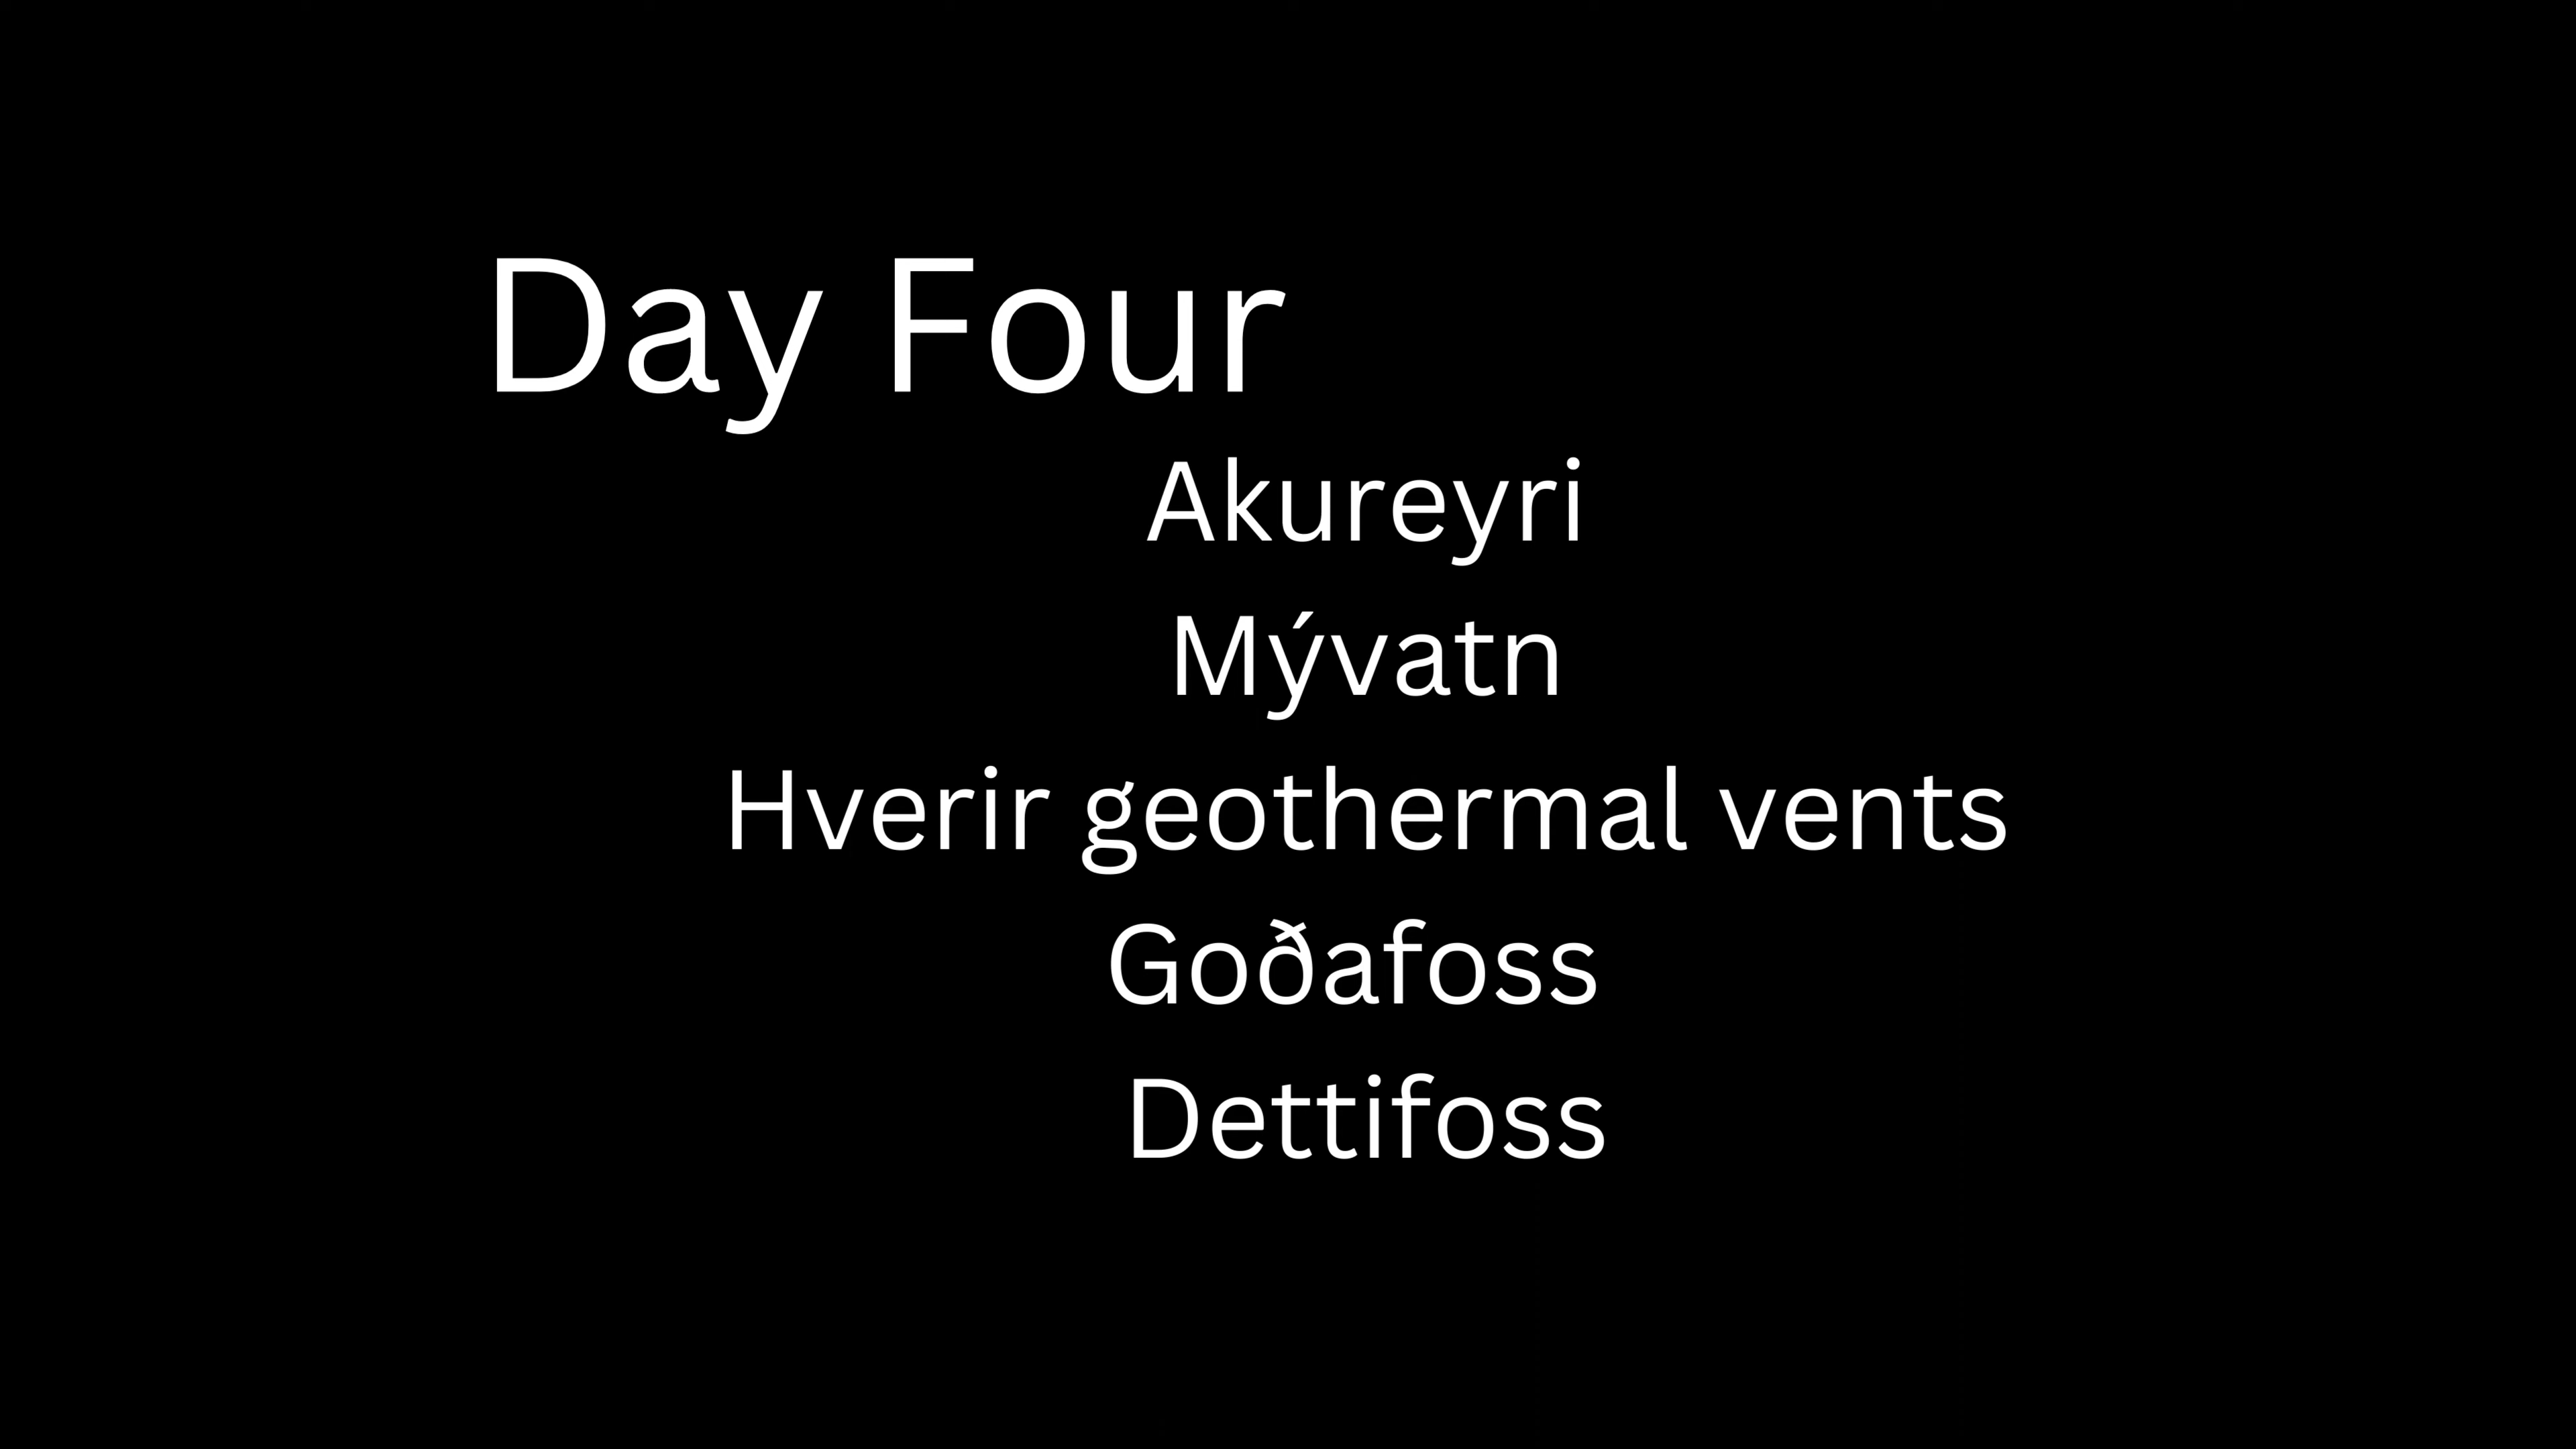 Day Four
Akureyri
Mývatn
Hverir geothermal vents
Goðafoss
Dettifoss